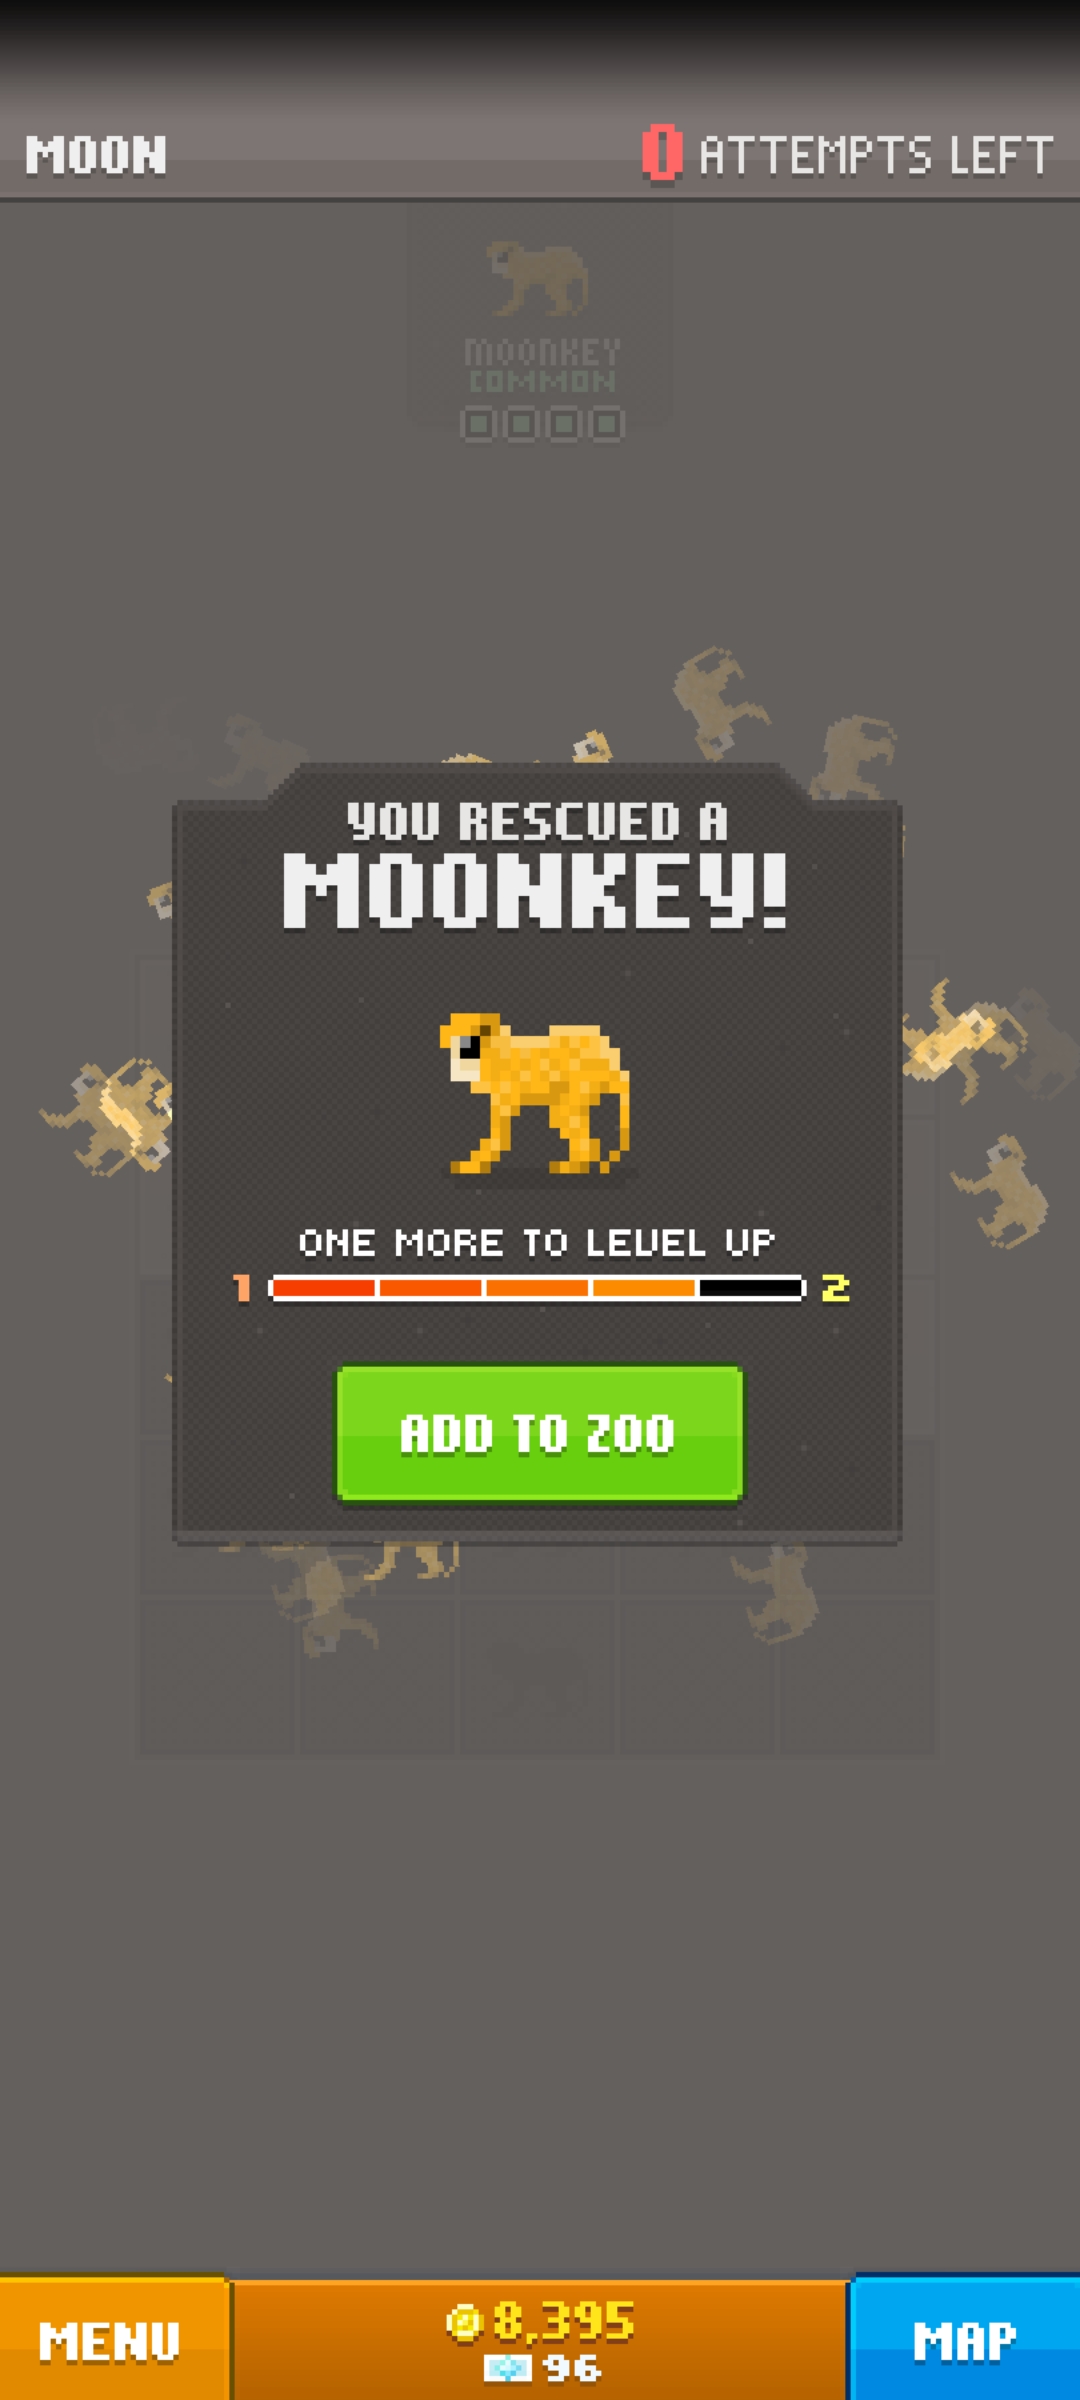 MOON
0 ATTEMPTS LEFT
MOONKEY
COMMON
YOU RESCUED A
MOONKEY!
ONE MORE TO LEVEL UP
1 2
ADD TO ZOO
MENU
8,395
96
MAP